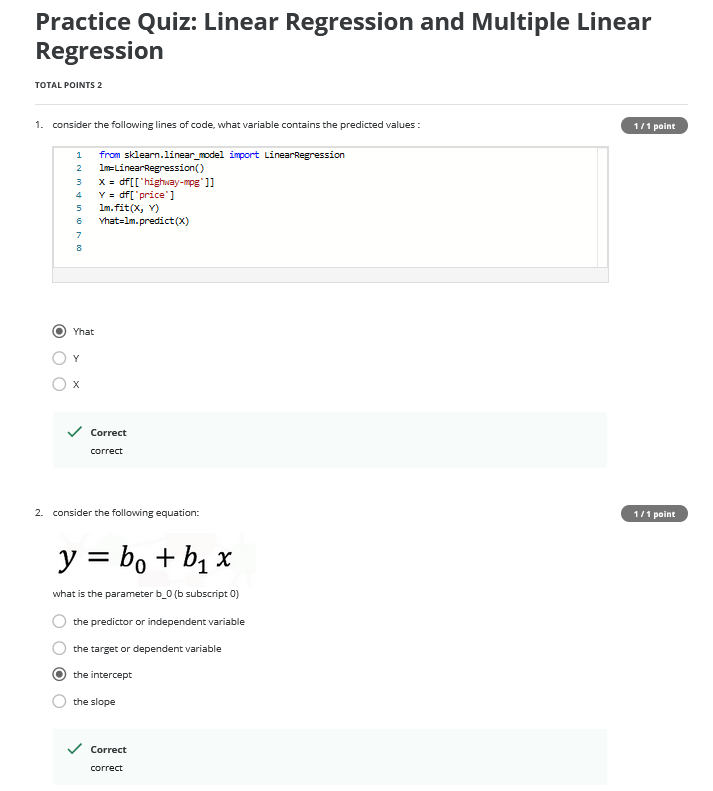 Practice Quiz: Linear Regression and Multiple Linear
Regression
TOTAL POINTS 2
1. consider the following lines of code, what variable contains the predicted values :
1 / 1 point
1 from sklearn.linear_model import LinearRegression
2 lm=LinearRegression()
3 X = df[['highway-mpg']]
4 Y = df['price']
5 lm.fit(X, Y)
6 Yhat=lm.predict(X)
7
8
Yhat
Y
X
Correct
correct
2. consider the following equation:
1 / 1 point
y = b₀ + b₁ x
what is the parameter b_0 (b subscript 0)
the predictor or independent variable
the target or dependent variable
the intercept
the slope
Correct
correct